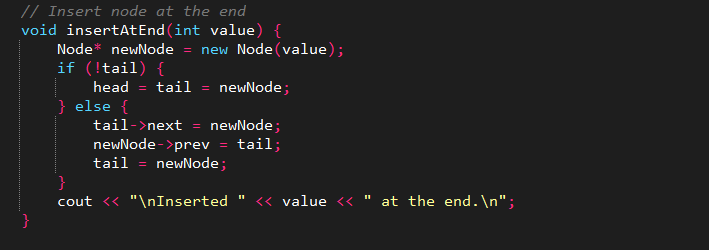 // Insert node at the end
void insertAtEnd(int value) {
    Node* newNode = new Node(value);
    if (!tail) {
        head = tail = newNode;
    } else {
        tail->next = newNode;
        newNode->prev = tail;
        tail = newNode;
    }
    cout << "\nInserted " << value << " at the end.\n";
}